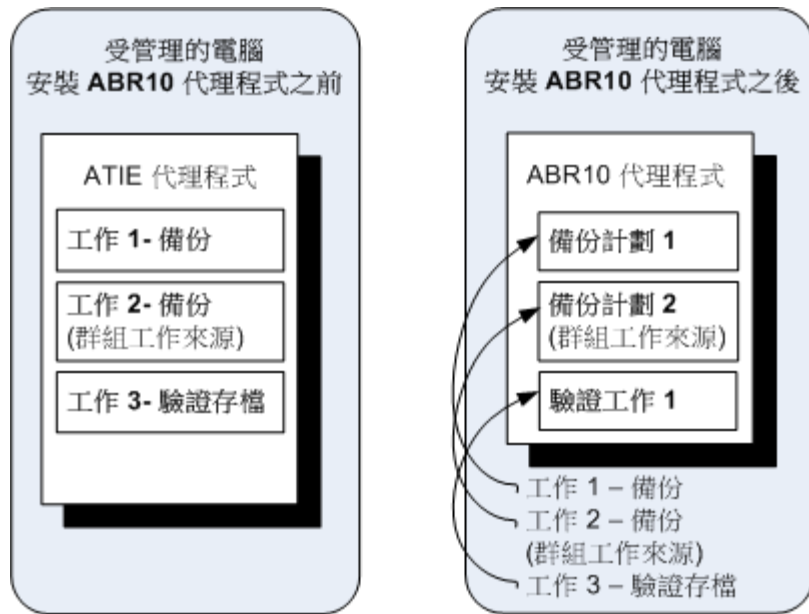 受管理的電腦
安裝 ABR10 代理程式之前
ATIE 代理程式
工作 1- 備份
工作 2- 備份
(群組工作來源)
工作 3- 驗證存檔
受管理的電腦
安裝 ABR10 代理程式之後
ABR10 代理程式
備份計劃 1
備份計劃 2
(群組工作來源)
驗證工作 1
工作 1 – 備份
工作 2 – 備份
(群組工作來源)
工作 3 – 驗證存檔